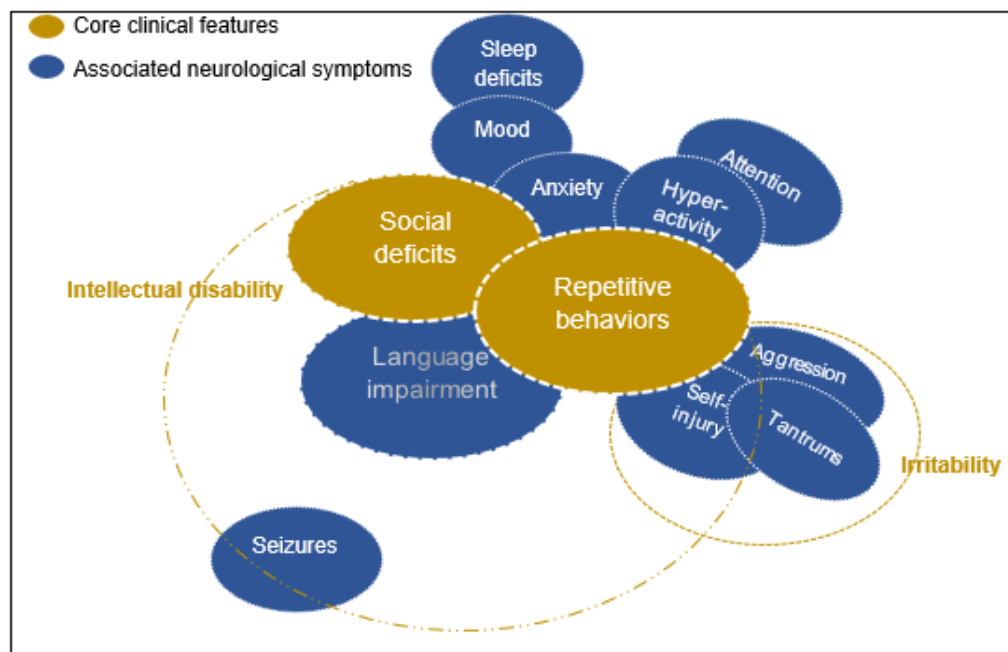 Core clinical features
Associated neurological symptoms
Sleep
deficits
Mood
Anxiety
Hyper-
activity
Attention
Social
deficits
Intellectual disability
Repetitive
behaviors
Language
impairment
Aggression
Self-
injury
Tantrums
Irritability
Seizures